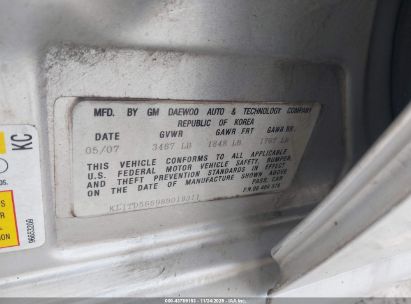 KC
MFD. BY GM DAEWOO AUTO & TECHNOLOGY COMPANY
REPUBLIC OF KOREA
DATE GVWR GAWR FRT GAWR RR
05/07 3467 LB 1848 LB 1797 LB
THIS VEHICLE CONFORMS TO ALL APPLICABLE
U.S. FEDERAL MOTOR VEHICLE SAFETY, BUMPER,
AND THEFT PREVENTION STANDARDS IN EFFECT
ON THE DATE OF MANUFACTURE SHOWN ABOVE.
PASS. CAR